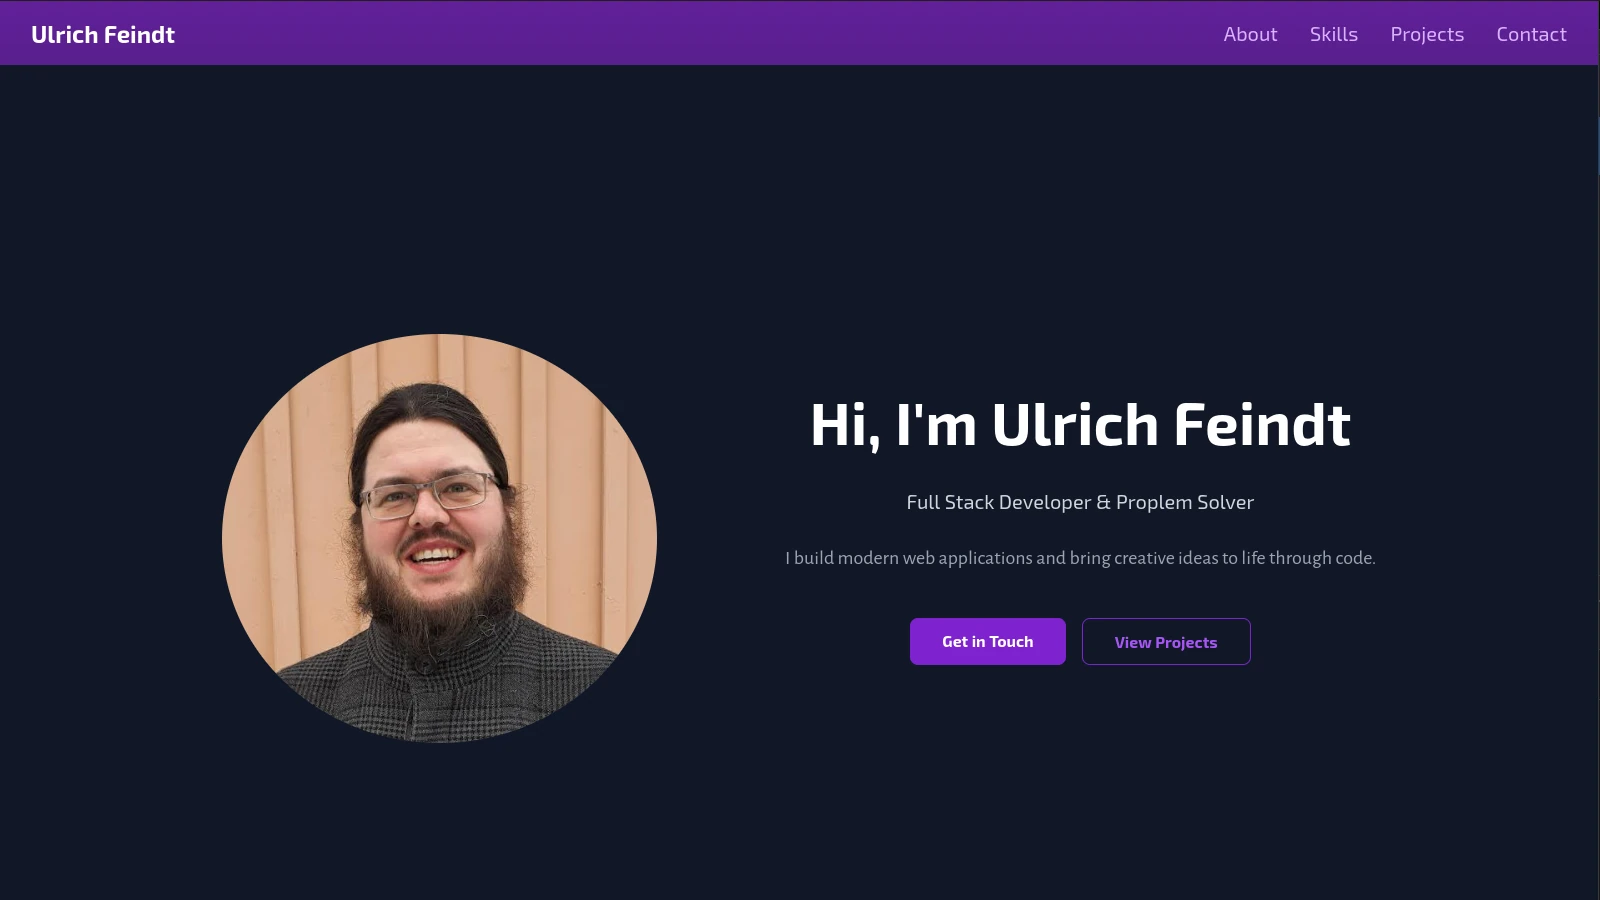 Ulrich Feindt
About Skills Projects Contact
Hi, I'm Ulrich Feindt
Full Stack Developer & Proplem Solver
I build modern web applications and bring creative ideas to life through code.
Get in Touch View Projects